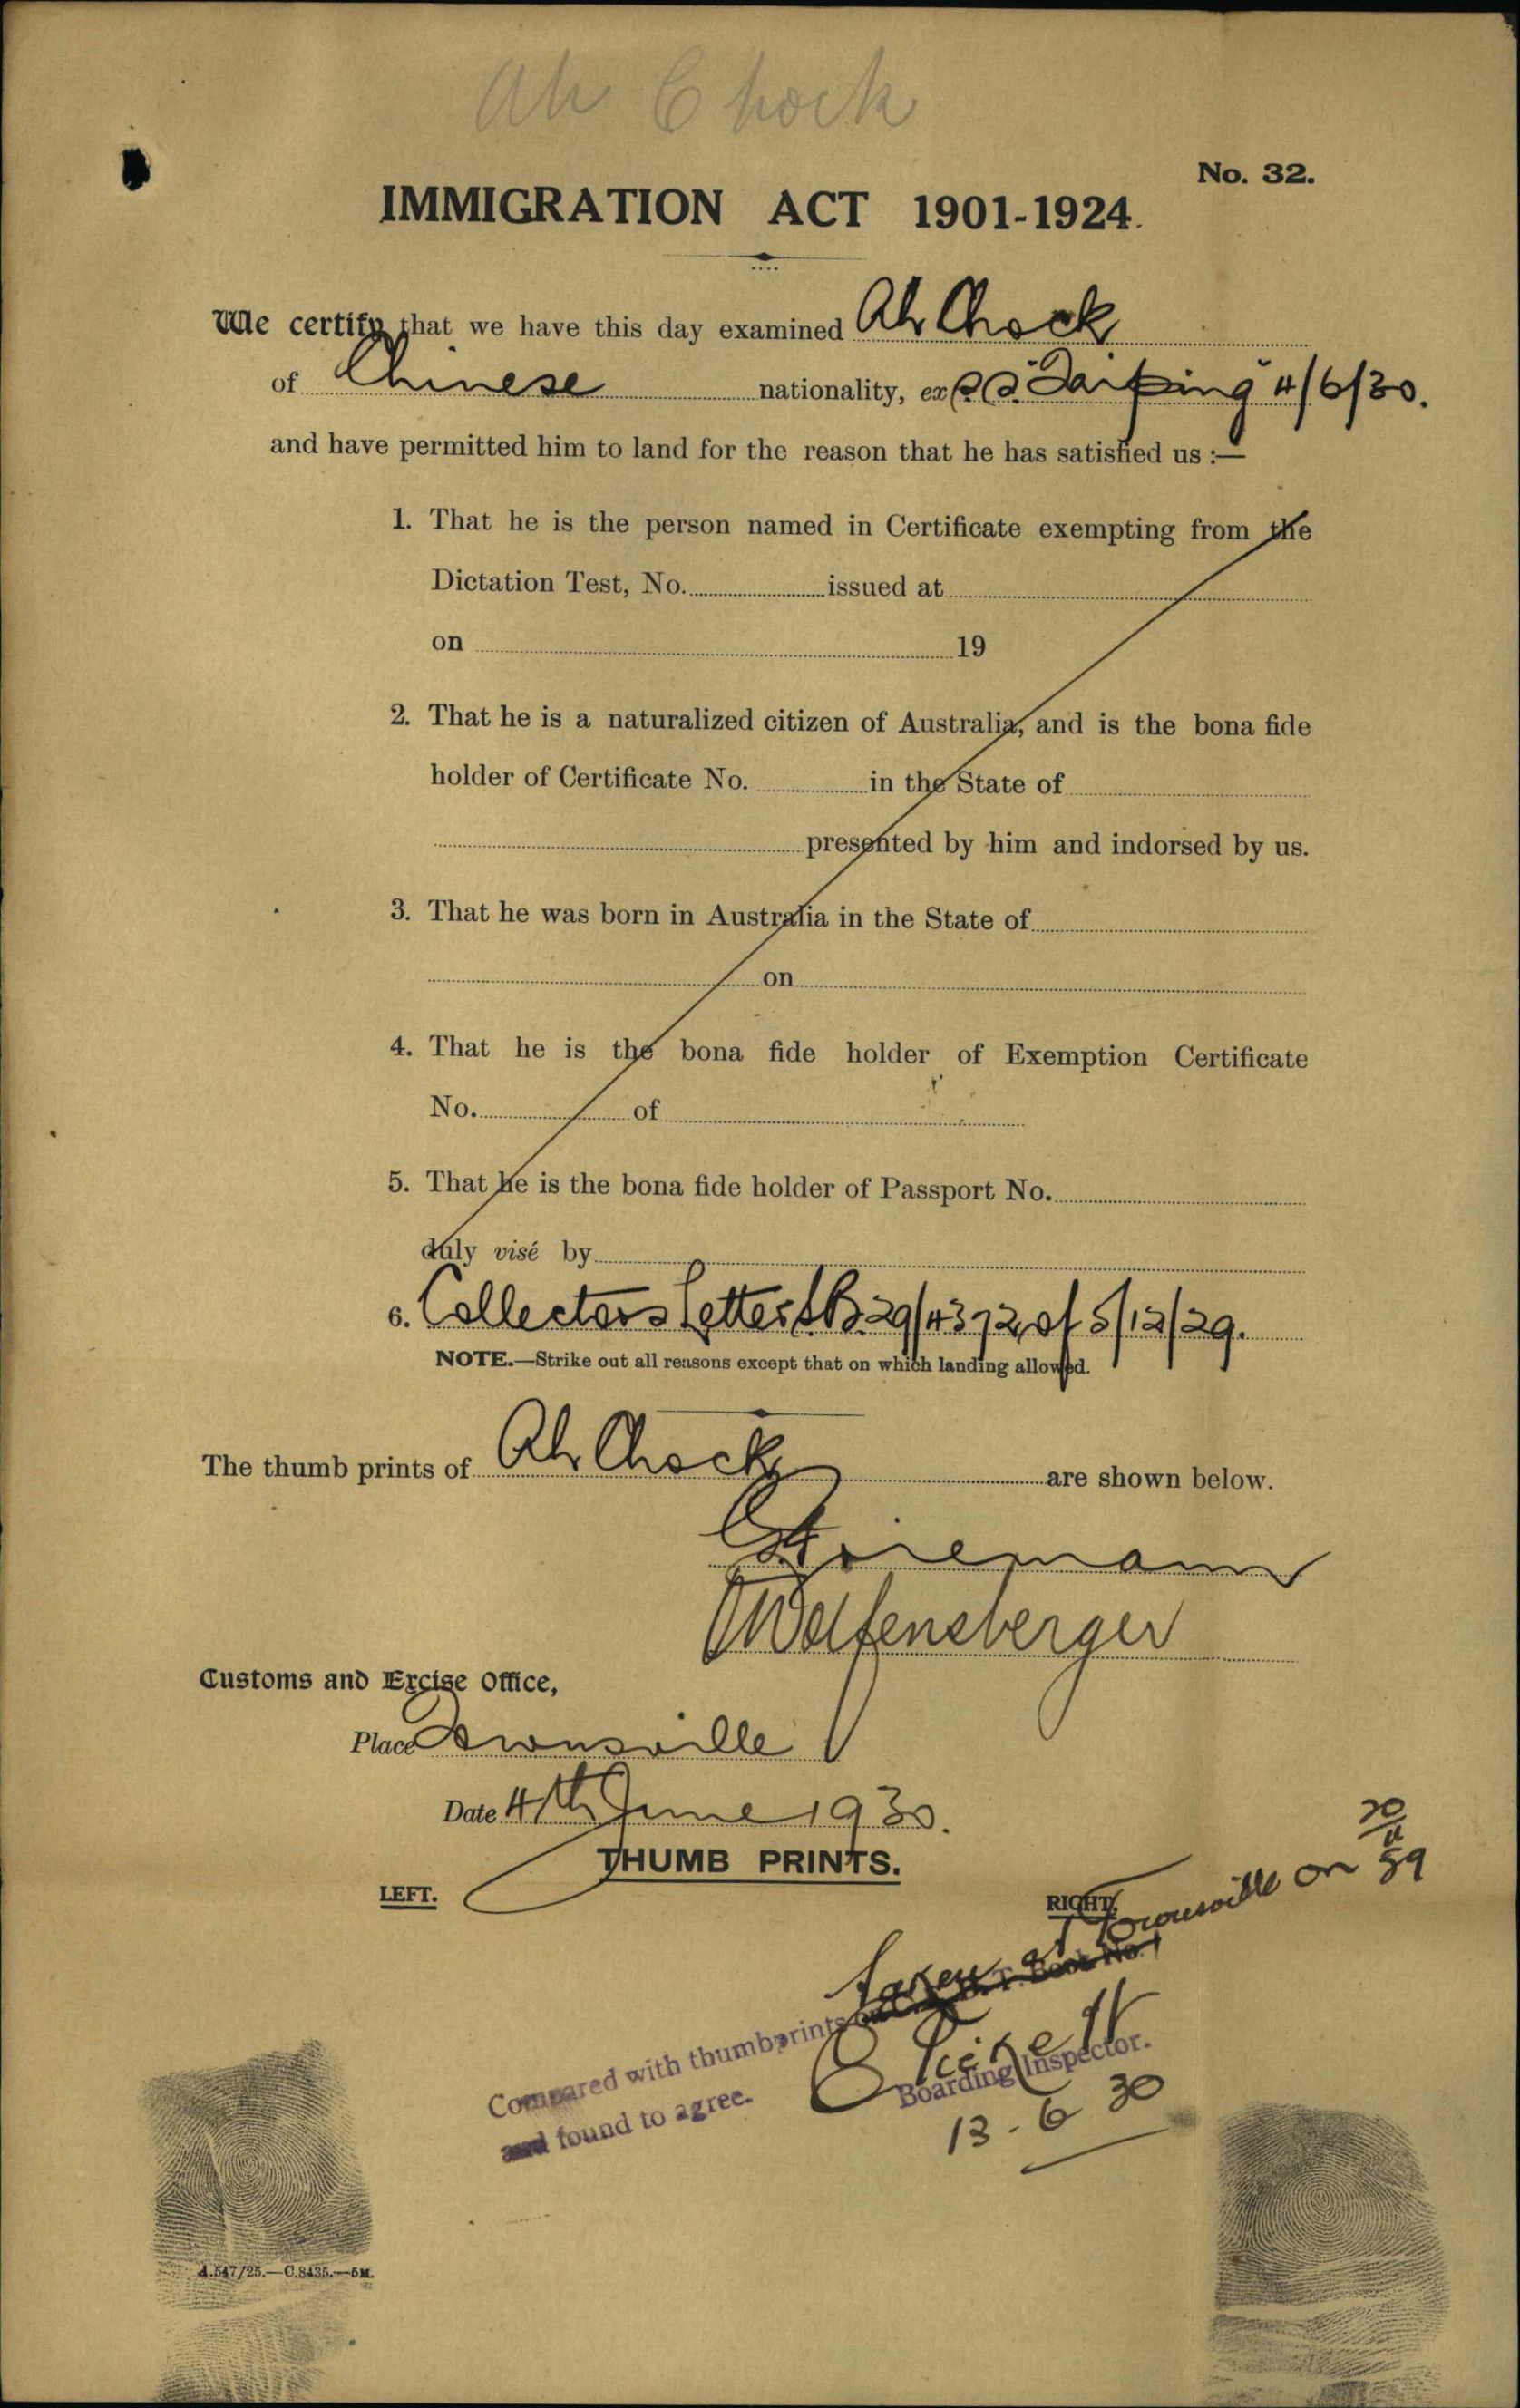 Ah Chock
No. 32.
IMMIGRATION ACT 1901-1924.
We certify that we have this day examined Ah Chock
of Chinese nationality, ex S.S. "Taiping" 4/6/30.
and have permitted him to land for the reason that he has satisfied us :—
1. That he is the person named in Certificate exempting from the
Dictation Test, No. issued at
on 19
2. That he is a naturalized citizen of Australia, and is the bona fide
holder of Certificate No. in the State of
presented by him and indorsed by us.
3. That he was born in Australia in the State of
on
4. That he is the bona fide holder of Exemption Certificate
No. of
5. That he is the bona fide holder of Passport No.
duly visé by
6. Collectors Letter 29/4372 of 5/12/29.
NOTE.—Strike out all reasons except that on which landing allowed.
The thumb prints of Ah Chock are shown below.
Wolfensberger
Customs and Excise Office,
Place Townsville
Date 4th June 1930.
THUMB PRINTS.
LEFT.
RIGHT.
taken at Townsville on
Compared with thumbprints on C.E.D.T. Book No. 1
and found to agree.
Boarding Inspector.
13-6 30
A.547/25.—C.8435.—5M.